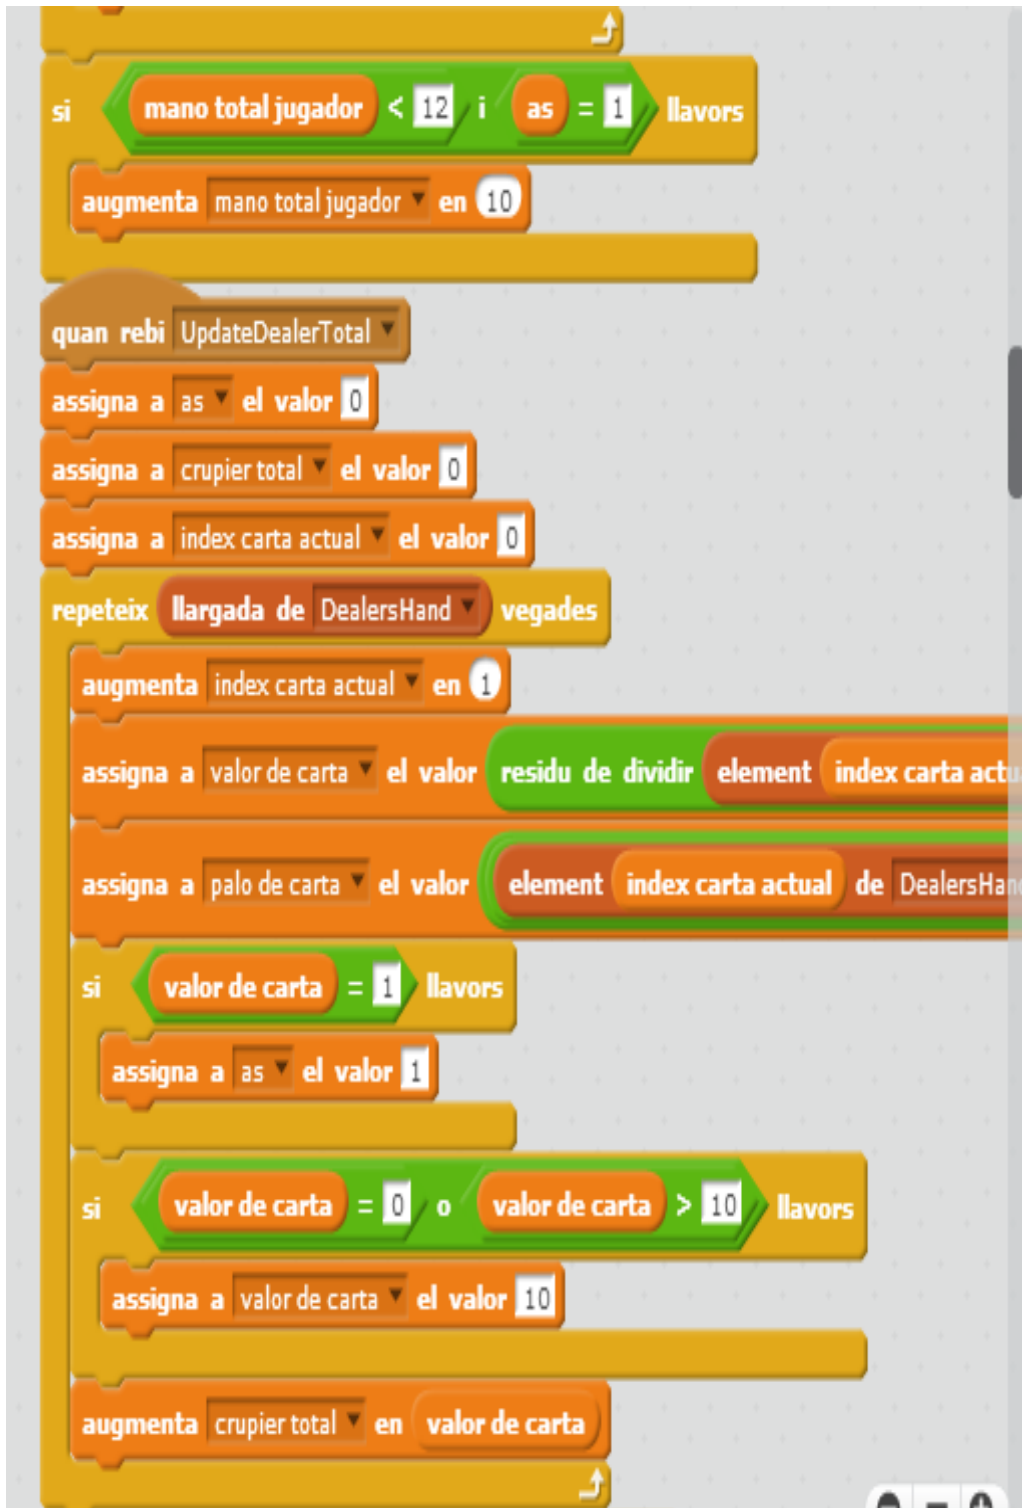 si mano total jugador < 12 i as = 1 llavors
augmenta mano total jugador en 10
quan rebi UpdateDealerTotal
assigna a as el valor 0
assigna a crupier total el valor 0
assigna a index carta actual el valor 0
repeteix llargada de DealersHand vegades
augmenta index carta actual en 1
assigna a valor de carta el valor residu de dividir element index carta actu
assigna a palo de carta el valor element index carta actual de DealersHan
si valor de carta = 1 llavors
assigna a as el valor 1
si valor de carta = 0 o valor de carta > 10 llavors
assigna a valor de carta el valor 10
augmenta crupier total en valor de carta